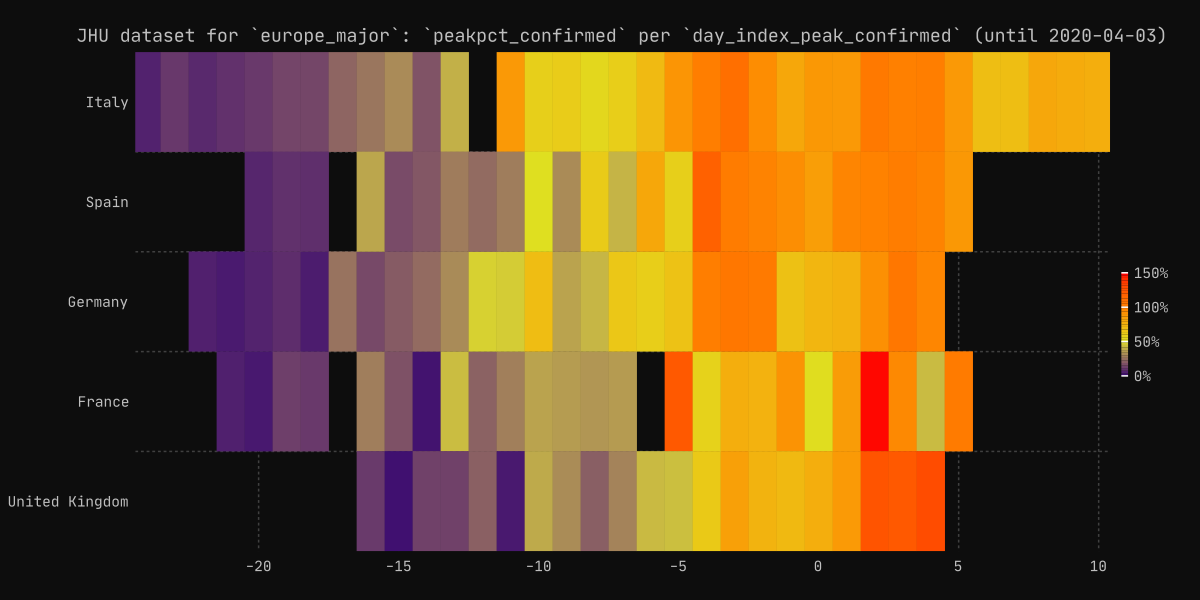 JHU dataset for `europe_major`: `peakpct_confirmed` per `day_index_peak_confirmed` (until 2020-04-03)
Italy
Spain
Germany
France
United Kingdom
150%
100%
50%
0%
−20 −15 −10 −5 0 5 10